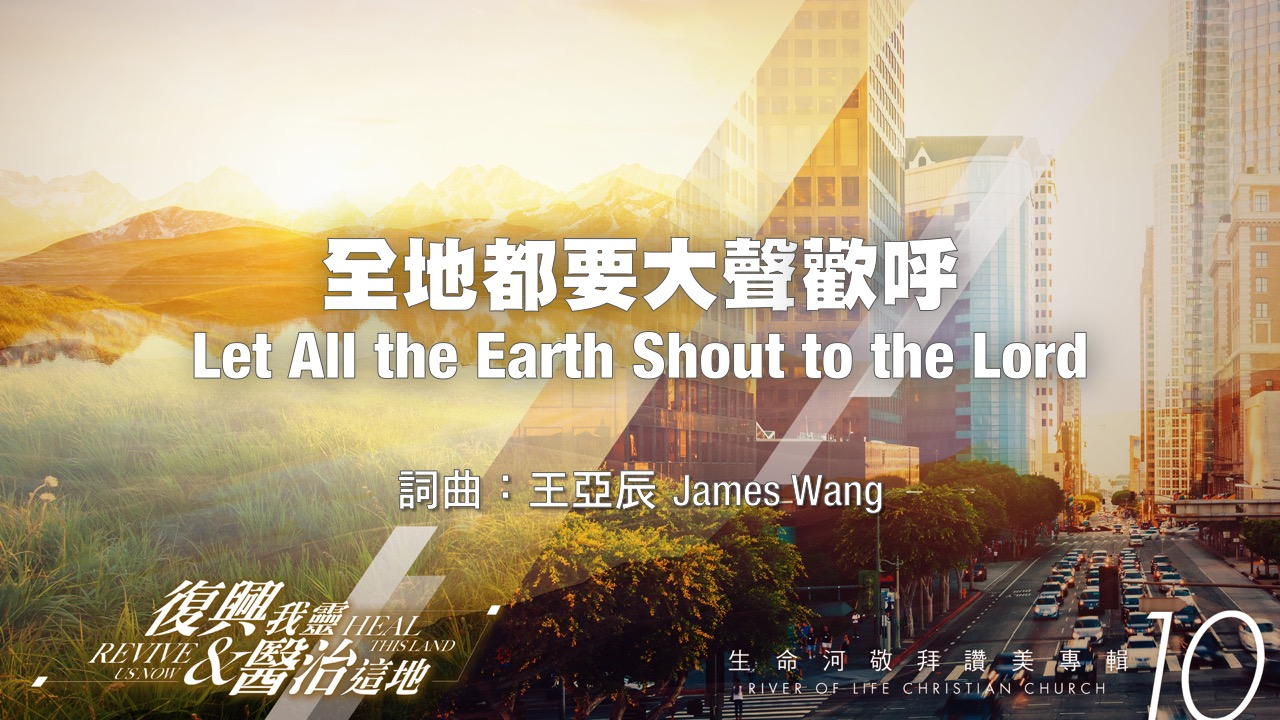 全地都要大聲歡呼
Let All the Earth Shout to the Lord
詞曲：王亞辰 James Wang
復興我靈 HEAL
REVIVE THIS LAND
US NOW & 醫治這地
生命河敬拜讚美專輯 10
RIVER OF LIFE CHRISTIAN CHURCH